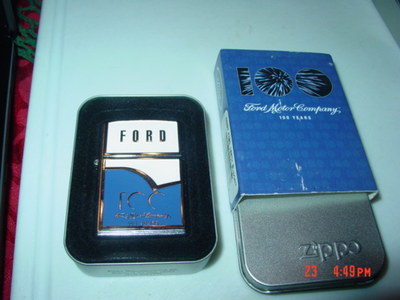 FORD
100
100
Ford Motor Company
100 YEARS
zippo
23 4:49PM